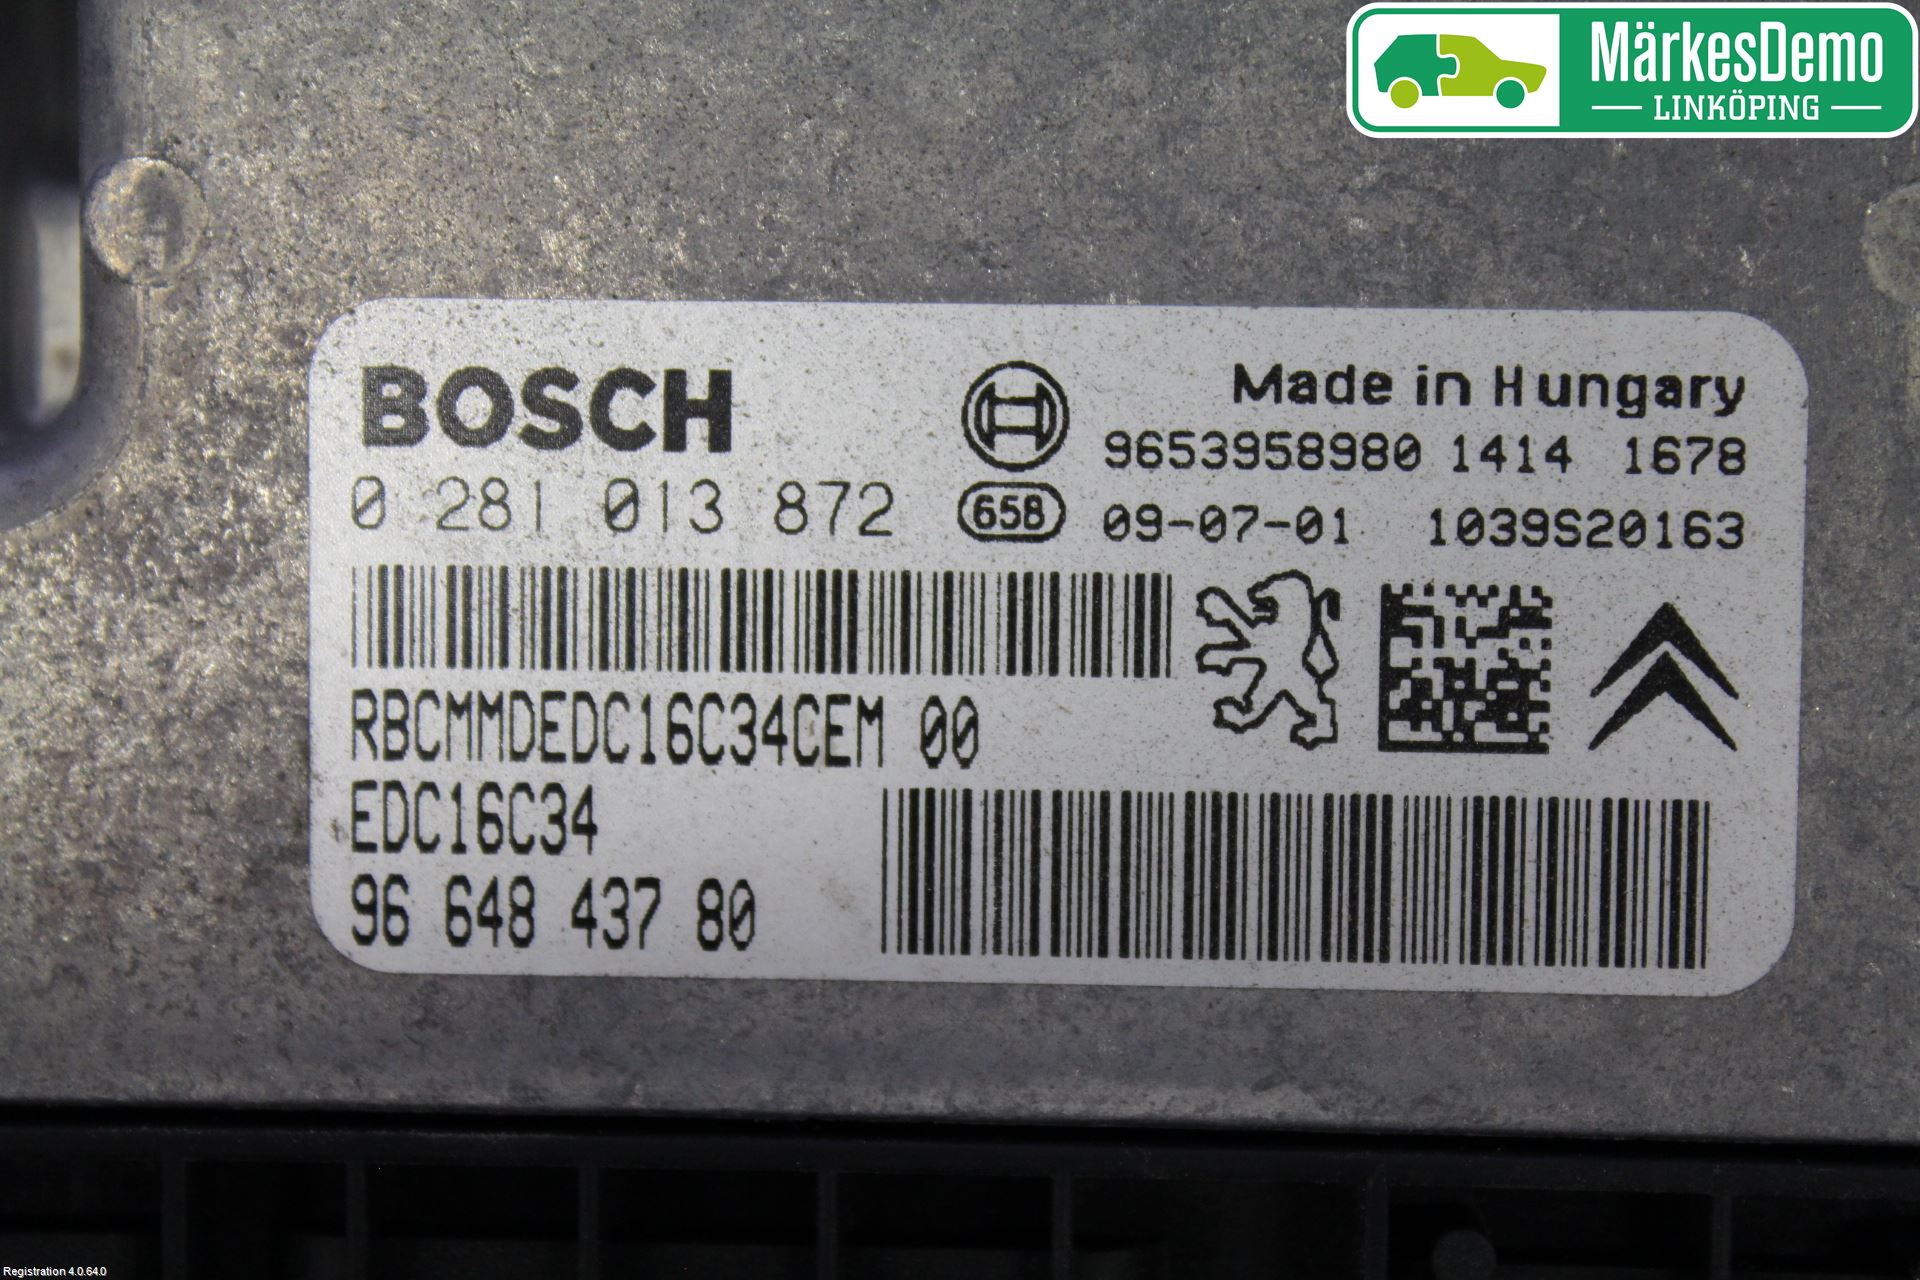 MärkesDemo
LINKÖPING
BOSCH
Made in Hungary
9653958980 1414 1678
0 281 013 872
658
09-07-01 1039S20163
RBCMMDEDC16C34CEM 00
EDC16C34
96 648 437 80
Registration 4.0.64.0